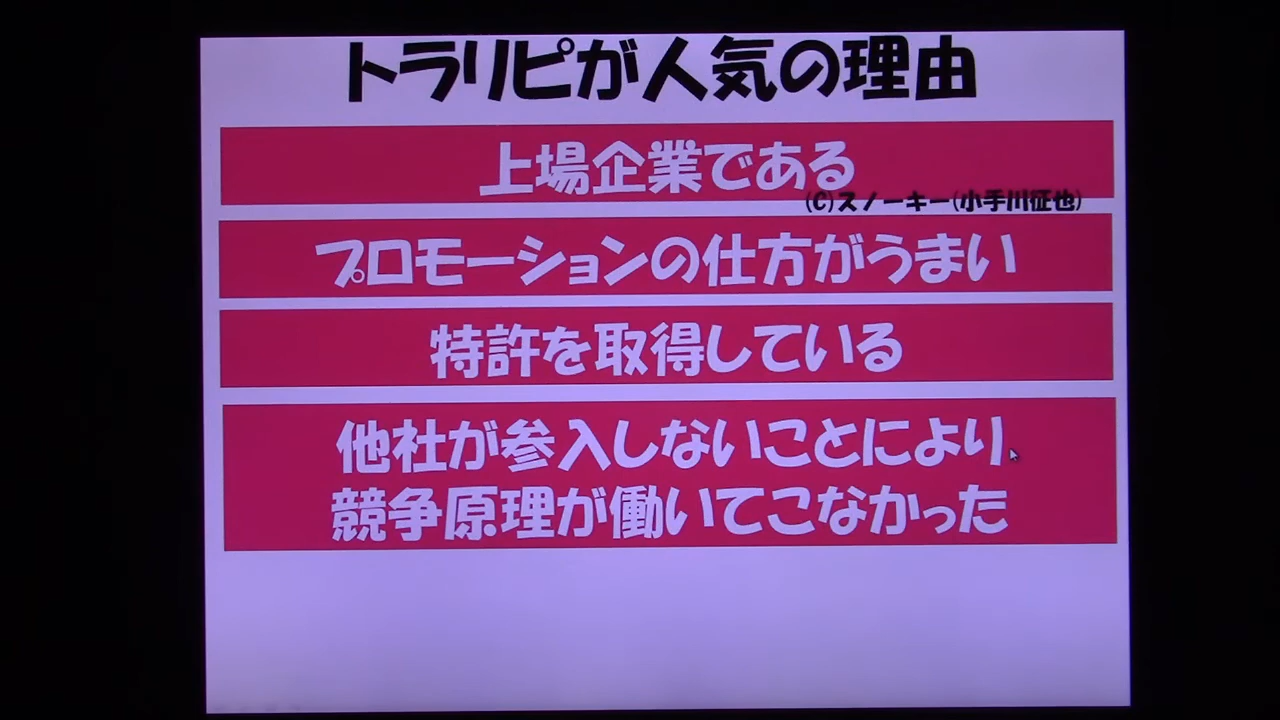 トラリピが人気の理由
上場企業である
(C)スノーキー(小手川征也)
プロモーションの仕方がうまい
特許を取得している
他社が参入しないことにより、
競争原理が働いてこなかった